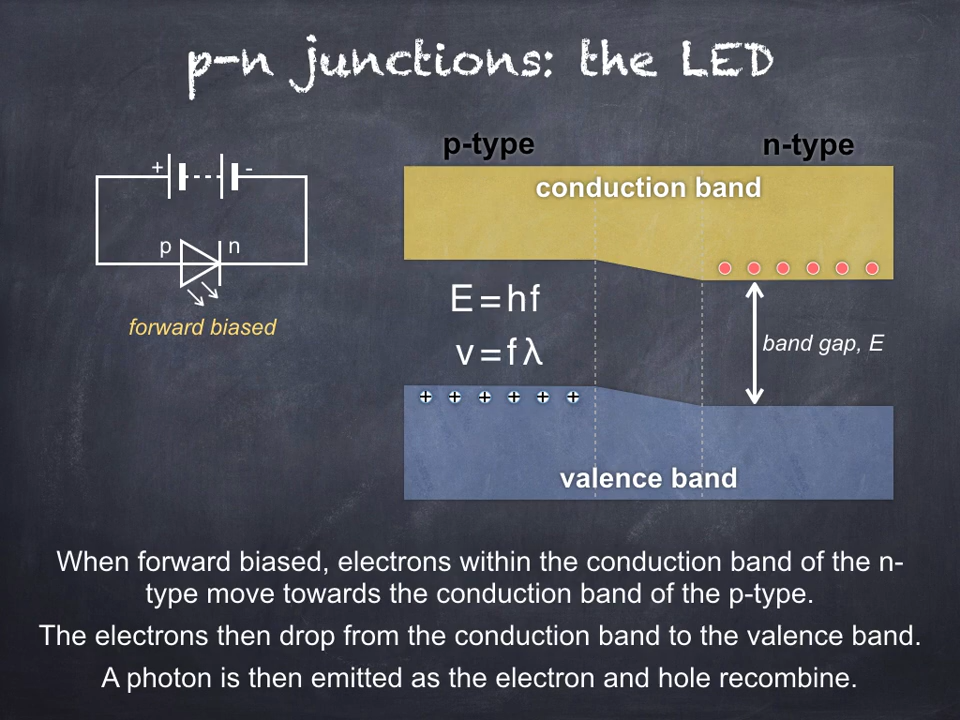 p-n junctions: the LED
p-type
n-type
conduction band
+
-
p
n
forward biased
E=hf
v=fλ
band gap, E
+ + + + + +
valence band
When forward biased, electrons within the conduction band of the n-
type move towards the conduction band of the p-type.
The electrons then drop from the conduction band to the valence band.
A photon is then emitted as the electron and hole recombine.